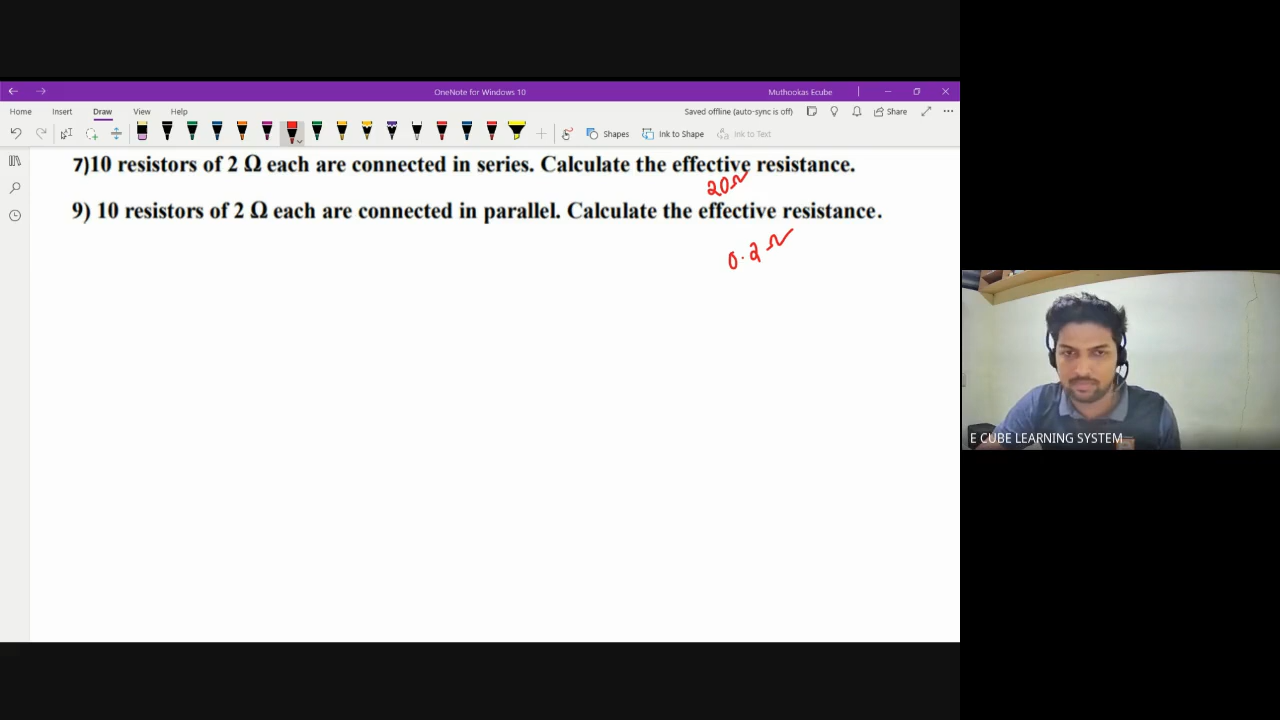 OneNote for Windows 10
Muthookas Ecube
Home Insert Draw View Help
Saved offline (auto-sync is off)
Share
Shapes
Ink to Shape
Ink to Text
7)10 resistors of 2 Ω each are connected in series. Calculate the effective resistance.
20Ω
9) 10 resistors of 2 Ω each are connected in parallel. Calculate the effective resistance.
0.2 Ω
E CUBE LEARNING SYSTEM